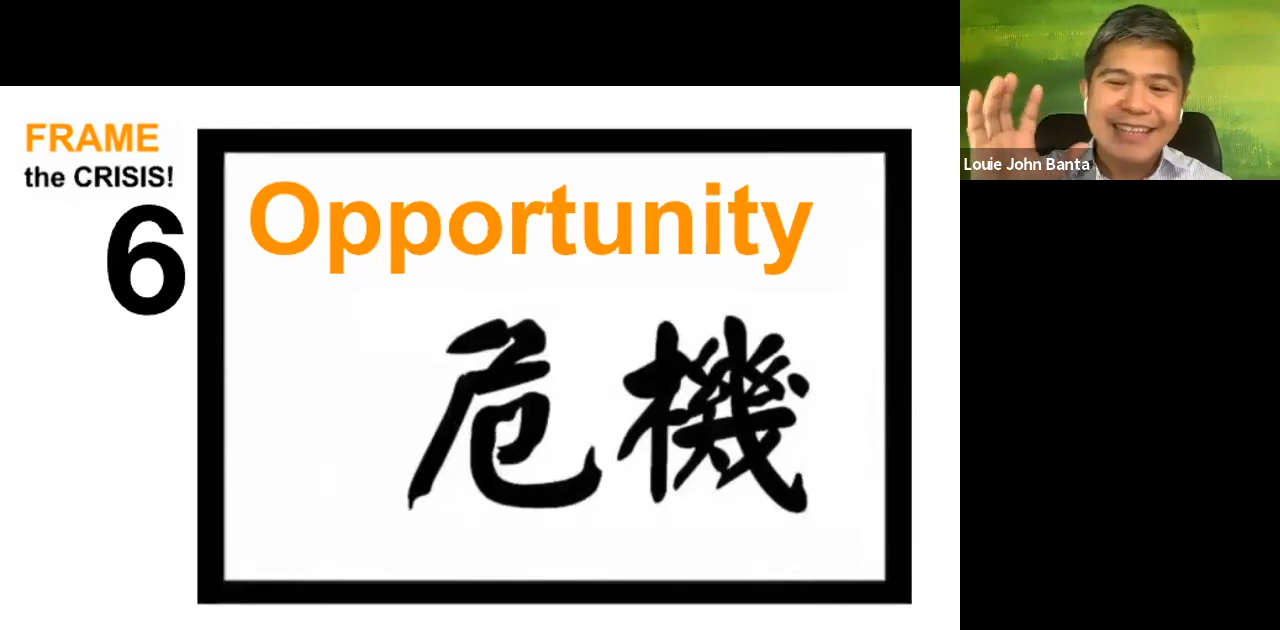 FRAME
the CRISIS!
6
Opportunity
危機
Louie John Banta